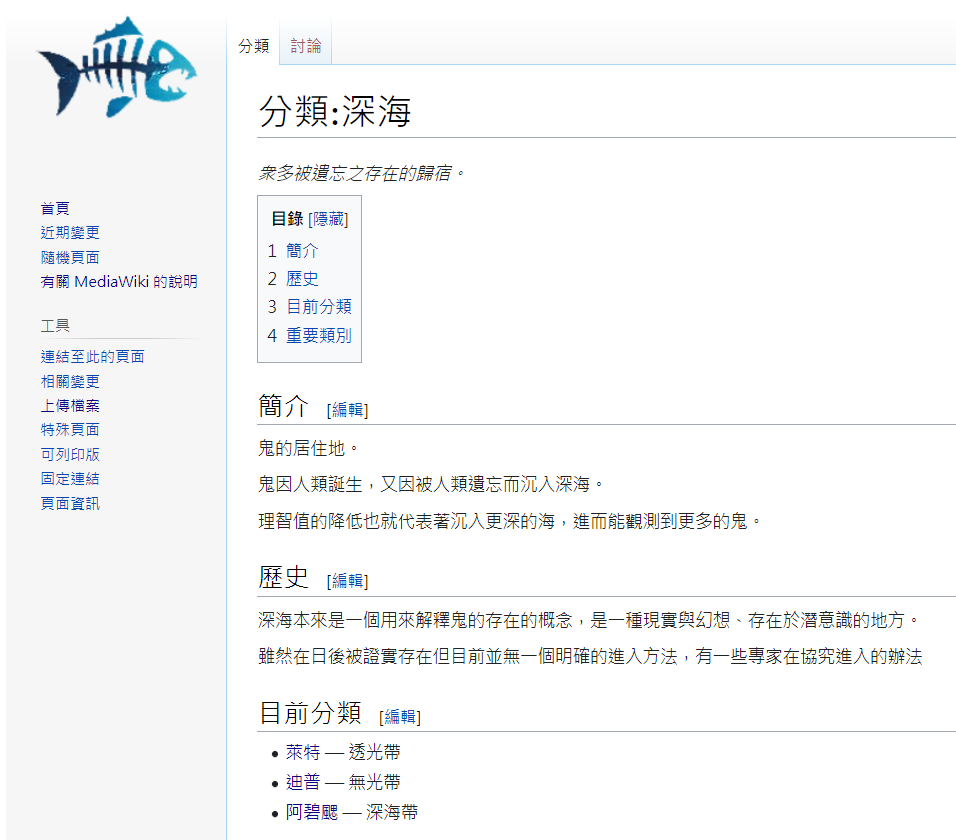 分類
討論
首頁
近期變更
隨機頁面
有關 MediaWiki 的說明
工具
連結至此的頁面
相關變更
上傳檔案
特殊頁面
可列印版
固定連結
頁面資訊
分類:深海
眾多被遺忘之存在的歸宿。
目錄 [隱藏]
1 簡介
2 歷史
3 目前分類
4 重要類別
簡介 [編輯]
鬼的居住地。
鬼因人類誕生，又因被人類遺忘而沉入深海。
理智值的降低也就代表著沉入更深的海，進而能觀測到更多的鬼。
歷史 [編輯]
深海本來是一個用來解釋鬼的存在的概念，是一種現實與幻想、存在於潛意識的地方。
雖然在日後被證實存在但目前並無一個明確的進入方法，有一些專家在協究進入的辦法
目前分類 [編輯]
• 萊特 — 透光帶
• 迪普 — 無光帶
• 阿碧颸 — 深海帶